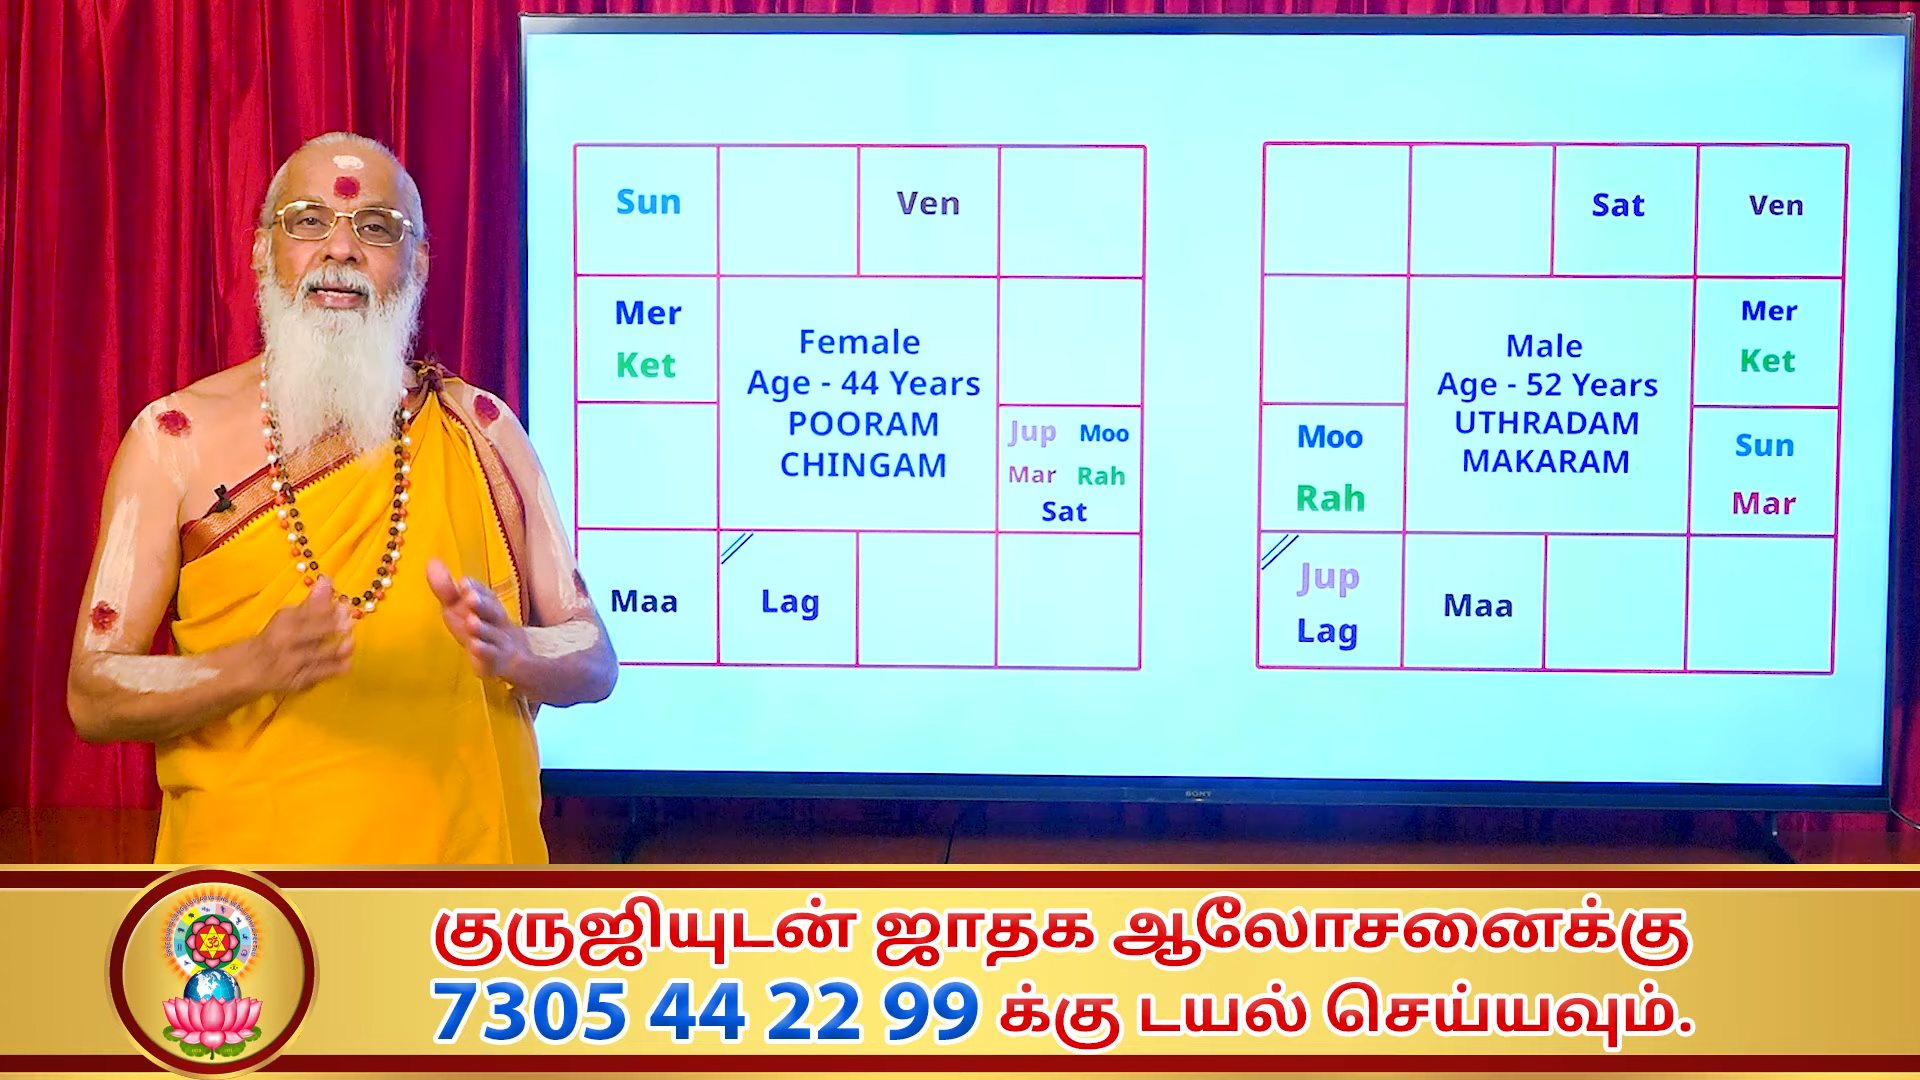 Sun
Ven
Mer
Ket
Female
Age - 44 Years
POORAM
CHINGAM
Jup Moo
Mar Rah
Sat
Maa
Lag
Sat
Ven
Mer
Ket
Male
Age - 52 Years
UTHRADAM
MAKARAM
Moo
Rah
Sun
Mar
Jup
Lag
Maa
SONY
குருஜியுடன் ஜாதக ஆலோசனைக்கு
7305 44 22 99 க்கு டயல் செய்யவும்.